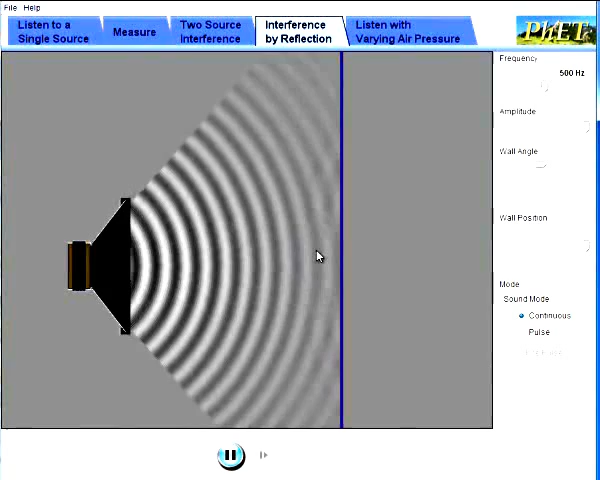 File Help
Listen to a
Single Source
Measure
Two Source
Interference
Interference
by Reflection
Listen with
Varying Air Pressure
PhET
Frequency
500 Hz
Amplitude
Wall Angle
Wall Position
Mode
Sound Mode
Continuous
Pulse